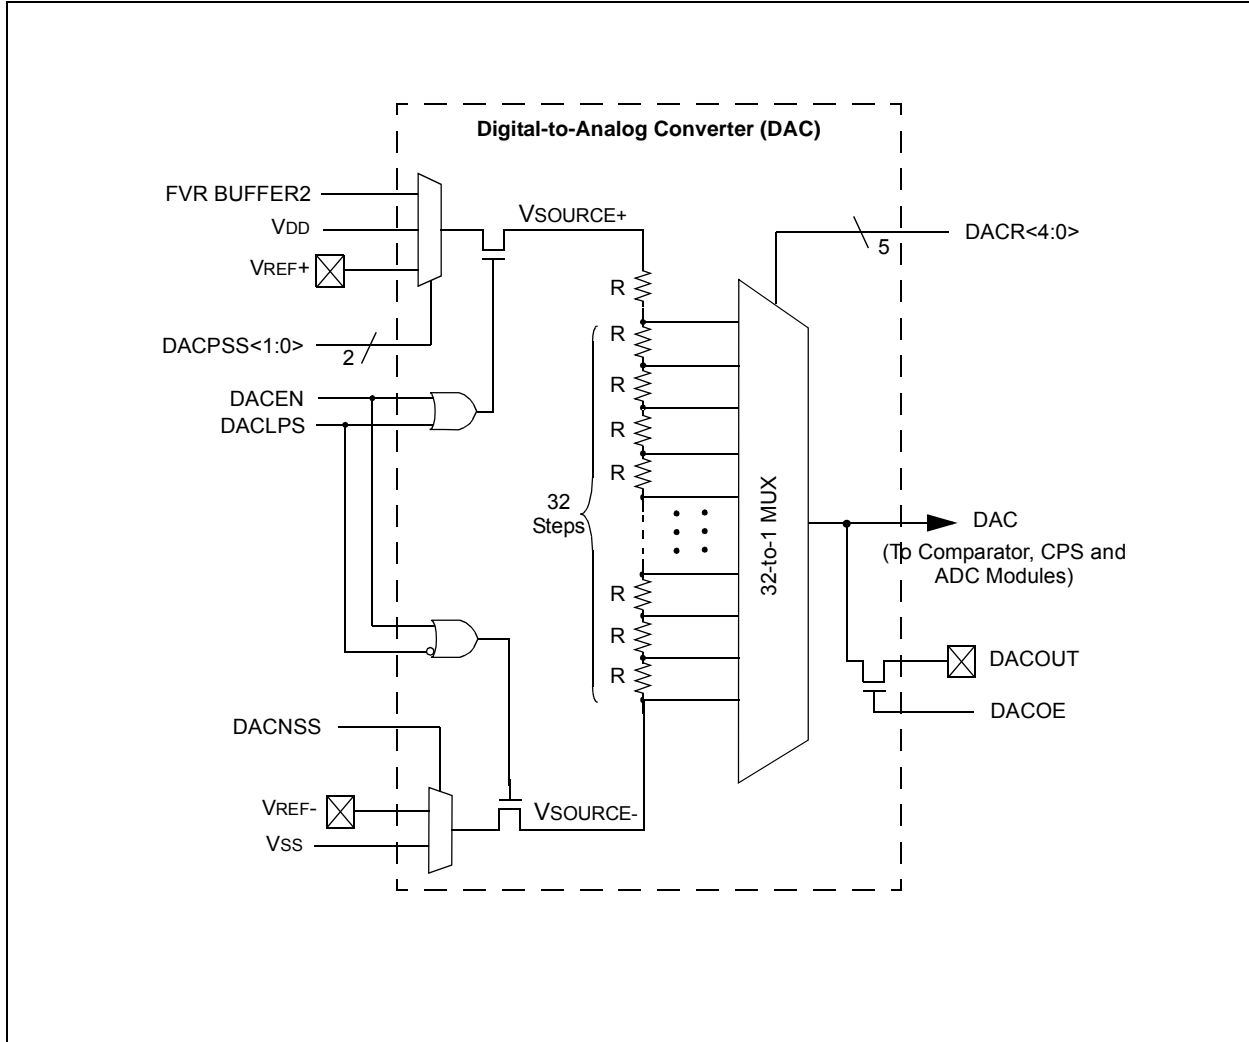 Digital-to-Analog Converter (DAC)
FVR BUFFER2
VDD
VREF+
VSOURCE+
DACR<4:0>
5
R
DACPSS<1:0>
2
R
DACEN
R
DACLPS
R
R
32
Steps
32-to-1 MUX
DAC
(To Comparator, CPS and
ADC Modules)
R
R
R
DACOUT
DACOE
DACNSS
VREF-
VSOURCE-
VSS